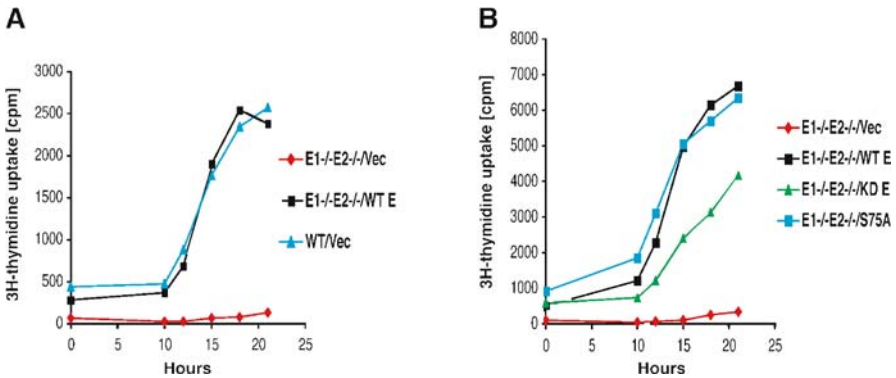 A
3H-thymidine uptake [cpm]
3000
2500
2000
1500
1000
500
0
0 5 10 15 20 25
Hours
E1-/-E2-/-/Vec
E1-/-E2-/-/WT E
WT/Vec
B
3H-thymidine uptake [cpm]
8000
7000
6000
5000
4000
3000
2000
1000
0
0 5 10 15 20 25
Hours
E1-/-E2-/-/Vec
E1-/-E2-/-/WT E
E1-/-E2-/-/KD E
E1-/-E2-/-/S75A